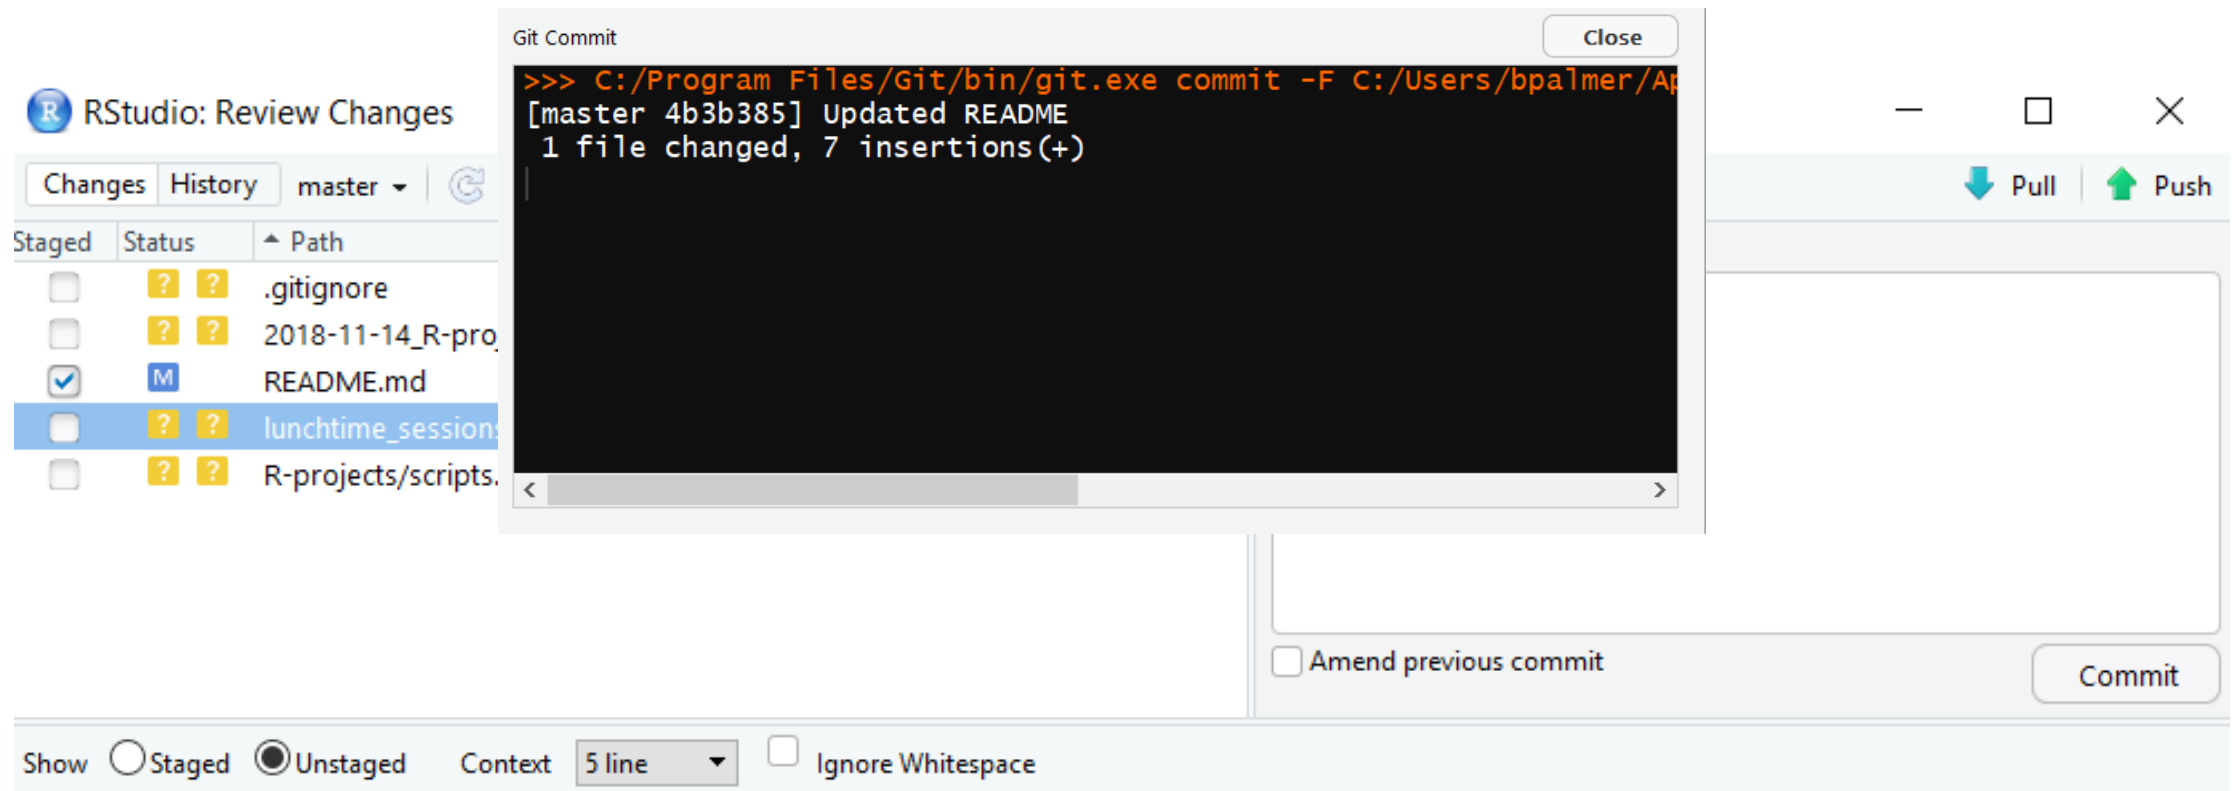 Git Commit
Close
>>> C:/Program Files/Git/bin/git.exe commit -F C:/Users/bpalmer/Ap
[master 4b3b385] Updated README
1 file changed, 7 insertions(+)
R RStudio: Review Changes
Changes History master Pull Push
Staged Status Path
? ? .gitignore
? ? 2018-11-14_R-proj
M README.md
? ? lunchtime_sessions
? ? R-projects/scripts.
Amend previous commit
Commit
Show Staged Unstaged Context 5 line Ignore Whitespace